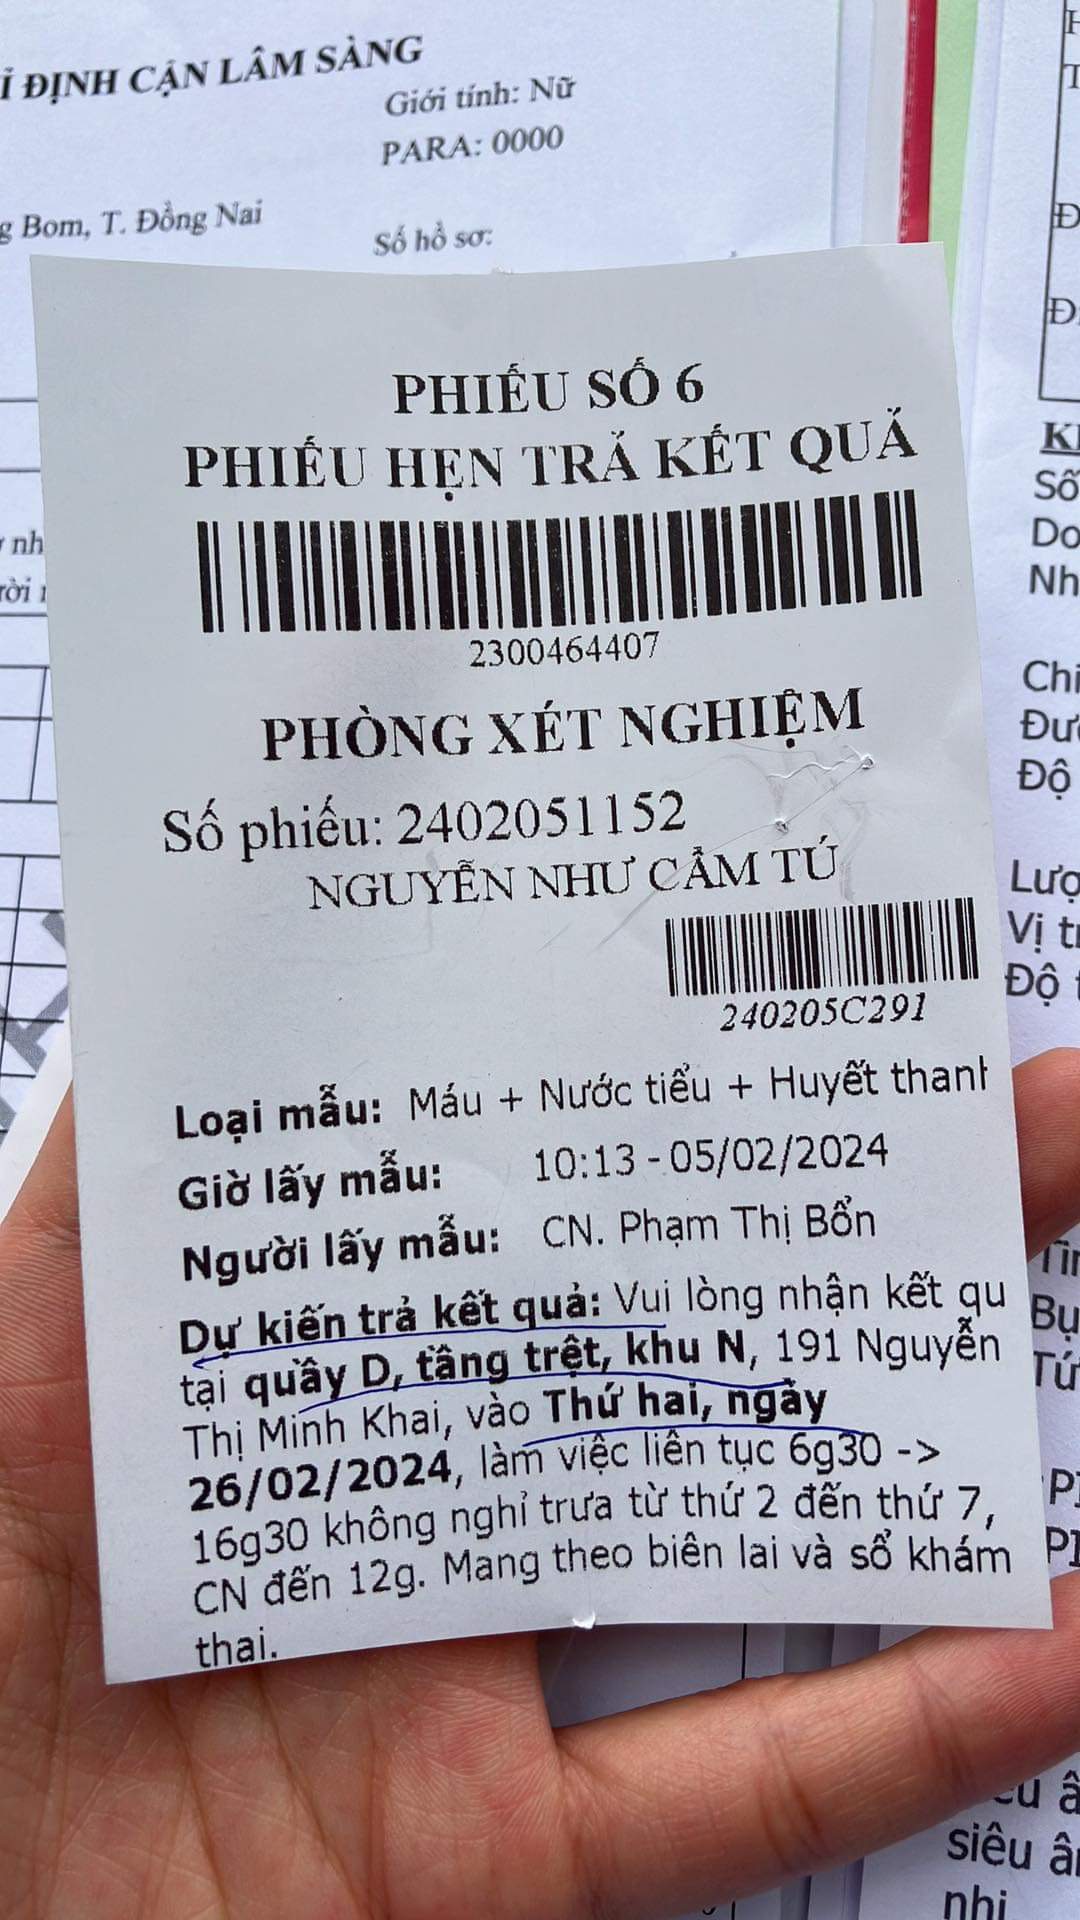 Ỉ ĐỊNH CẬN LÂM SÀNG
Giới tính: Nữ
PARA: 0000
g Bom, T. Đồng Nai
Số hồ sơ:
PHIẾU SỐ 6
PHIẾU HẸN TRẢ KẾT QUẢ
2300464407
PHÒNG XÉT NGHIỆM
Số phiếu: 2402051152
NGUYỄN NHƯ CẨM TÚ
240205C291
Loại mẫu: Máu + Nước tiểu + Huyết thanh
Giờ lấy mẫu: 10:13 - 05/02/2024
Người lấy mẫu: CN. Phạm Thị Bổn
Dự kiến trả kết quả: Vui lòng nhận kết qu
tại quầy D, tầng trệt, khu N, 191 Nguyễn
Thị Minh Khai, vào Thứ hai, ngày
26/02/2024, làm việc liên tục 6g30 ->
16g30 không nghỉ trưa từ thứ 2 đến thứ 7,
CN đến 12g. Mang theo biên lai và sổ khám
thai.
nh
Số
Do
Nh
Chi
Độ
Lượ
Vị t
Độ t
Bụ
Tứ
siêu â
nhi